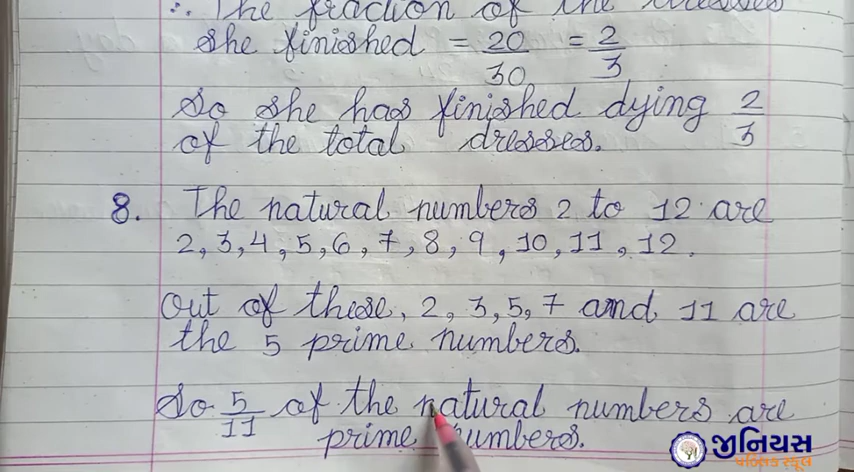 ∴ The fraction of the dresses
she finished = 20/30 = 2/3
So she has finished dying 2/3
of the total dresses.
8. The natural numbers 2 to 12 are
2, 3, 4, 5, 6, 7, 8, 9, 10, 11, 12.
Out of these, 2, 3, 5, 7 and 11 are
the 5 prime numbers.
So 5/11 of the natural numbers are
prime numbers.
જીનિયસ
પબ્લિક સ્કૂલ